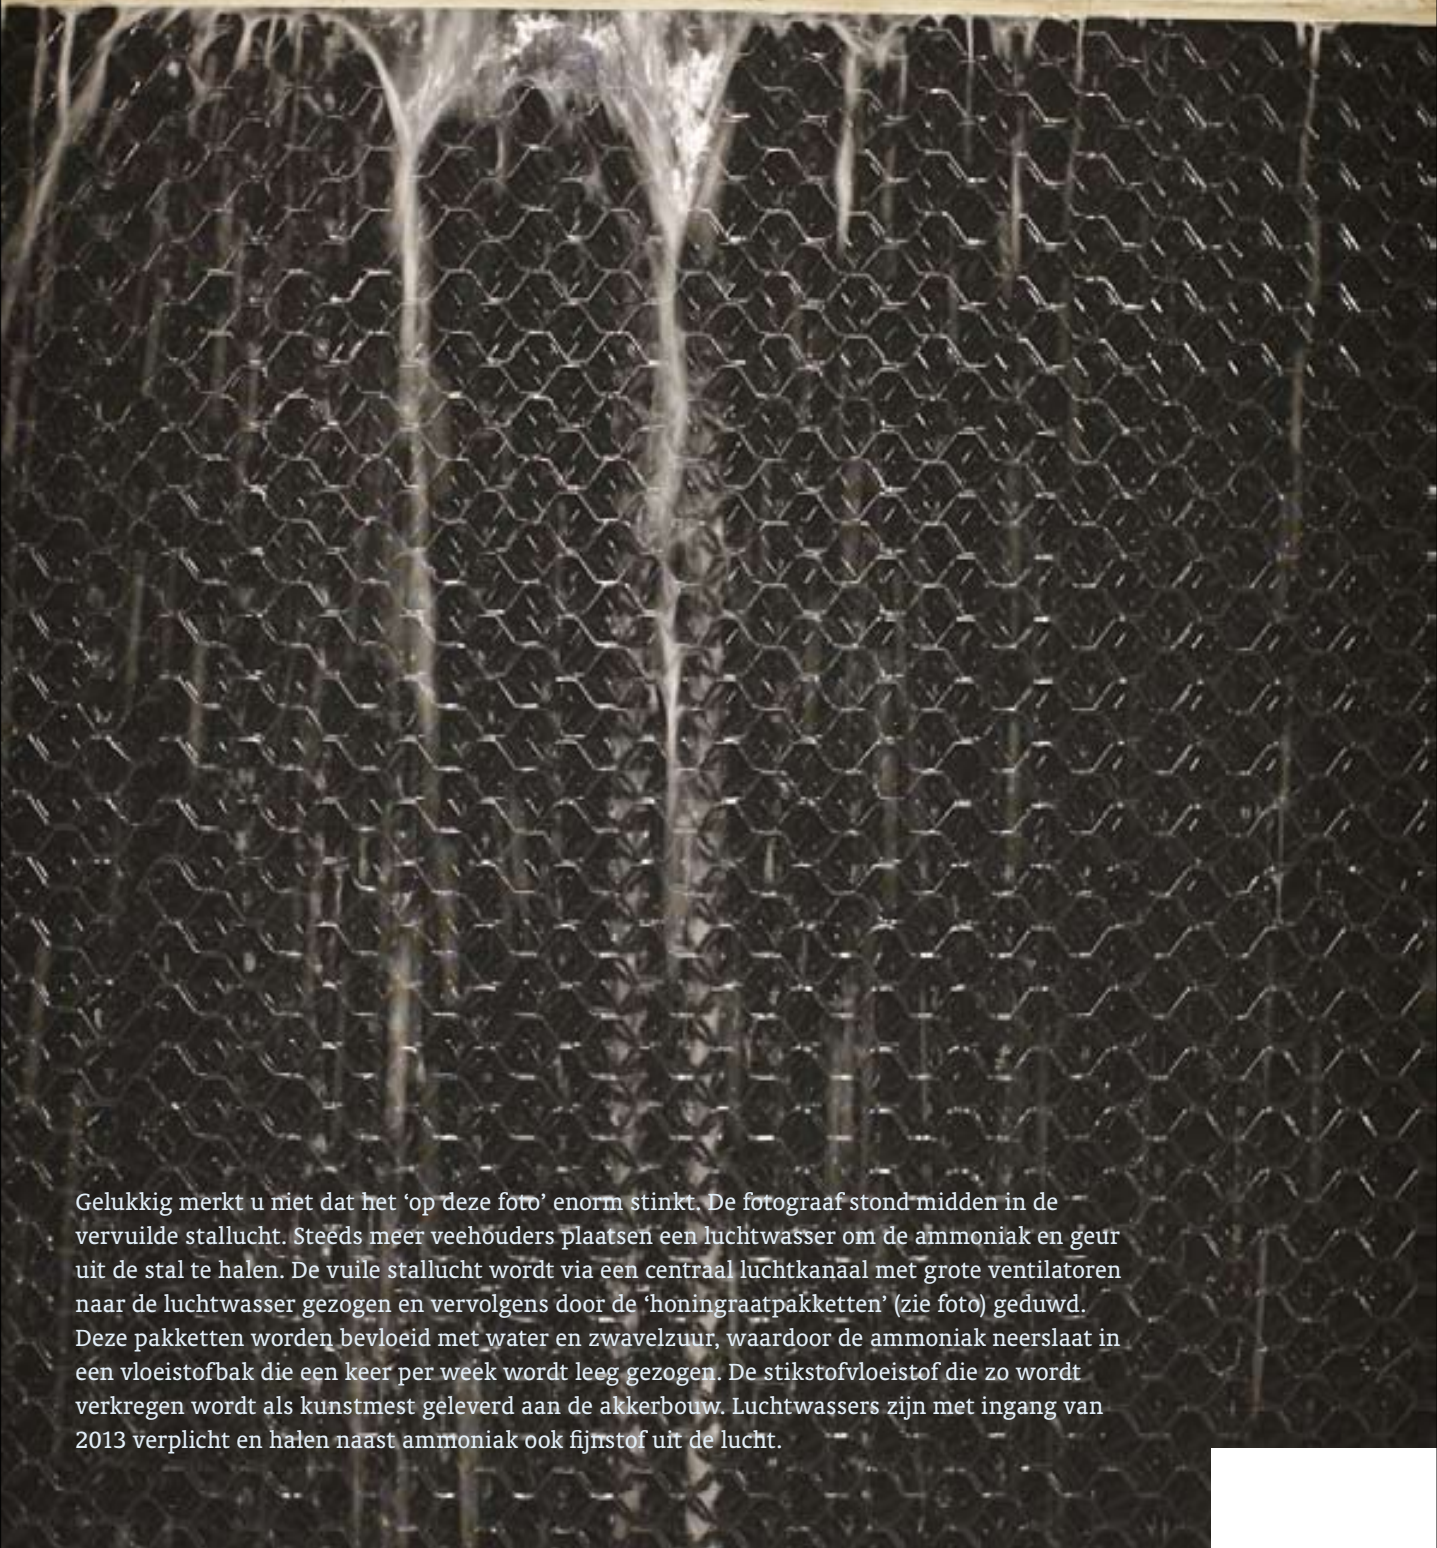 Gelukkig merkt u niet dat het ‘op deze foto’ enorm stinkt. De fotograaf stond midden in de
vervuilde stallucht. Steeds meer veehouders plaatsen een luchtwasser om de ammoniak en geur
uit de stal te halen. De vuile stallucht wordt via een centraal luchtkanaal met grote ventilatoren
naar de luchtwasser gezogen en vervolgens door de ‘honingraatpakketten’ (zie foto) geduwd.
Deze pakketten worden bevloeid met water en zwavelzuur, waardoor de ammoniak neerslaat in
een vloeistofbak die een keer per week wordt leeg gezogen. De stikstofvloeistof die zo wordt
verkregen wordt als kunstmest geleverd aan de akkerbouw. Luchtwassers zijn met ingang van
2013 verplicht en halen naast ammoniak ook fijnstof uit de lucht.